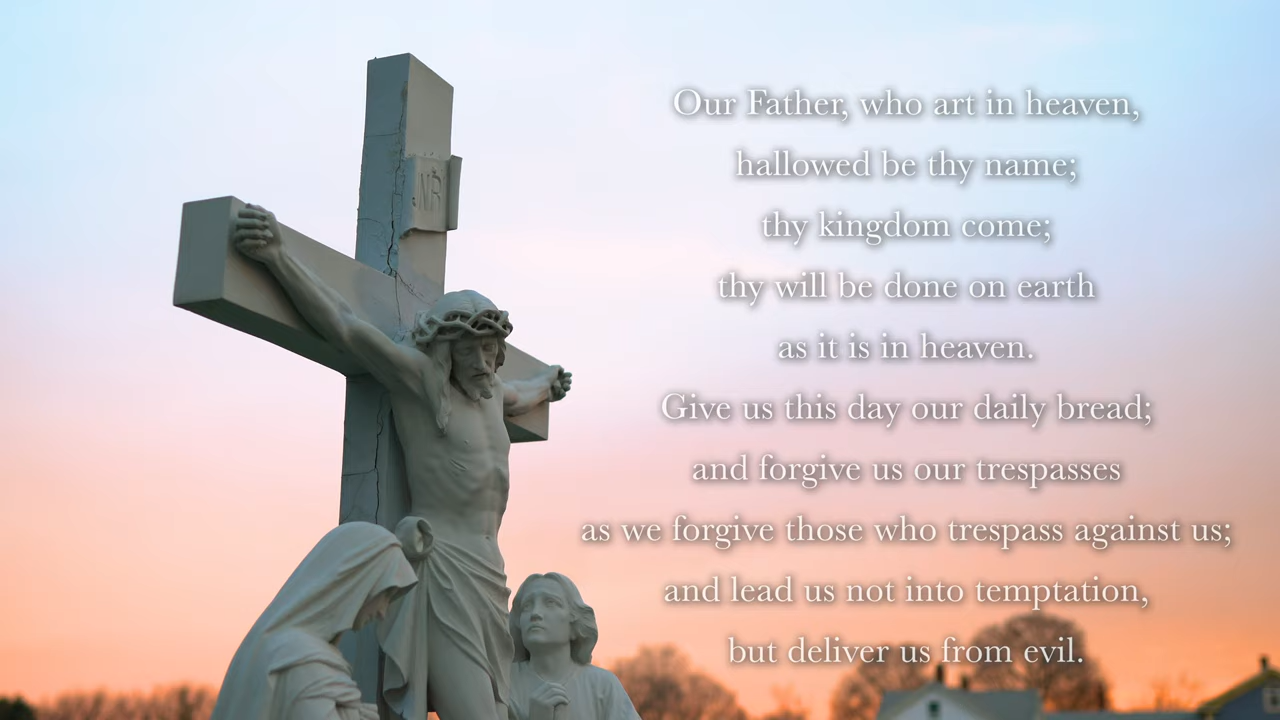 INRI
Our Father, who art in heaven,
hallowed be thy name;
thy kingdom come;
thy will be done on earth
as it is in heaven.
Give us this day our daily bread;
and forgive us our trespasses
as we forgive those who trespass against us;
and lead us not into temptation,
but deliver us from evil.